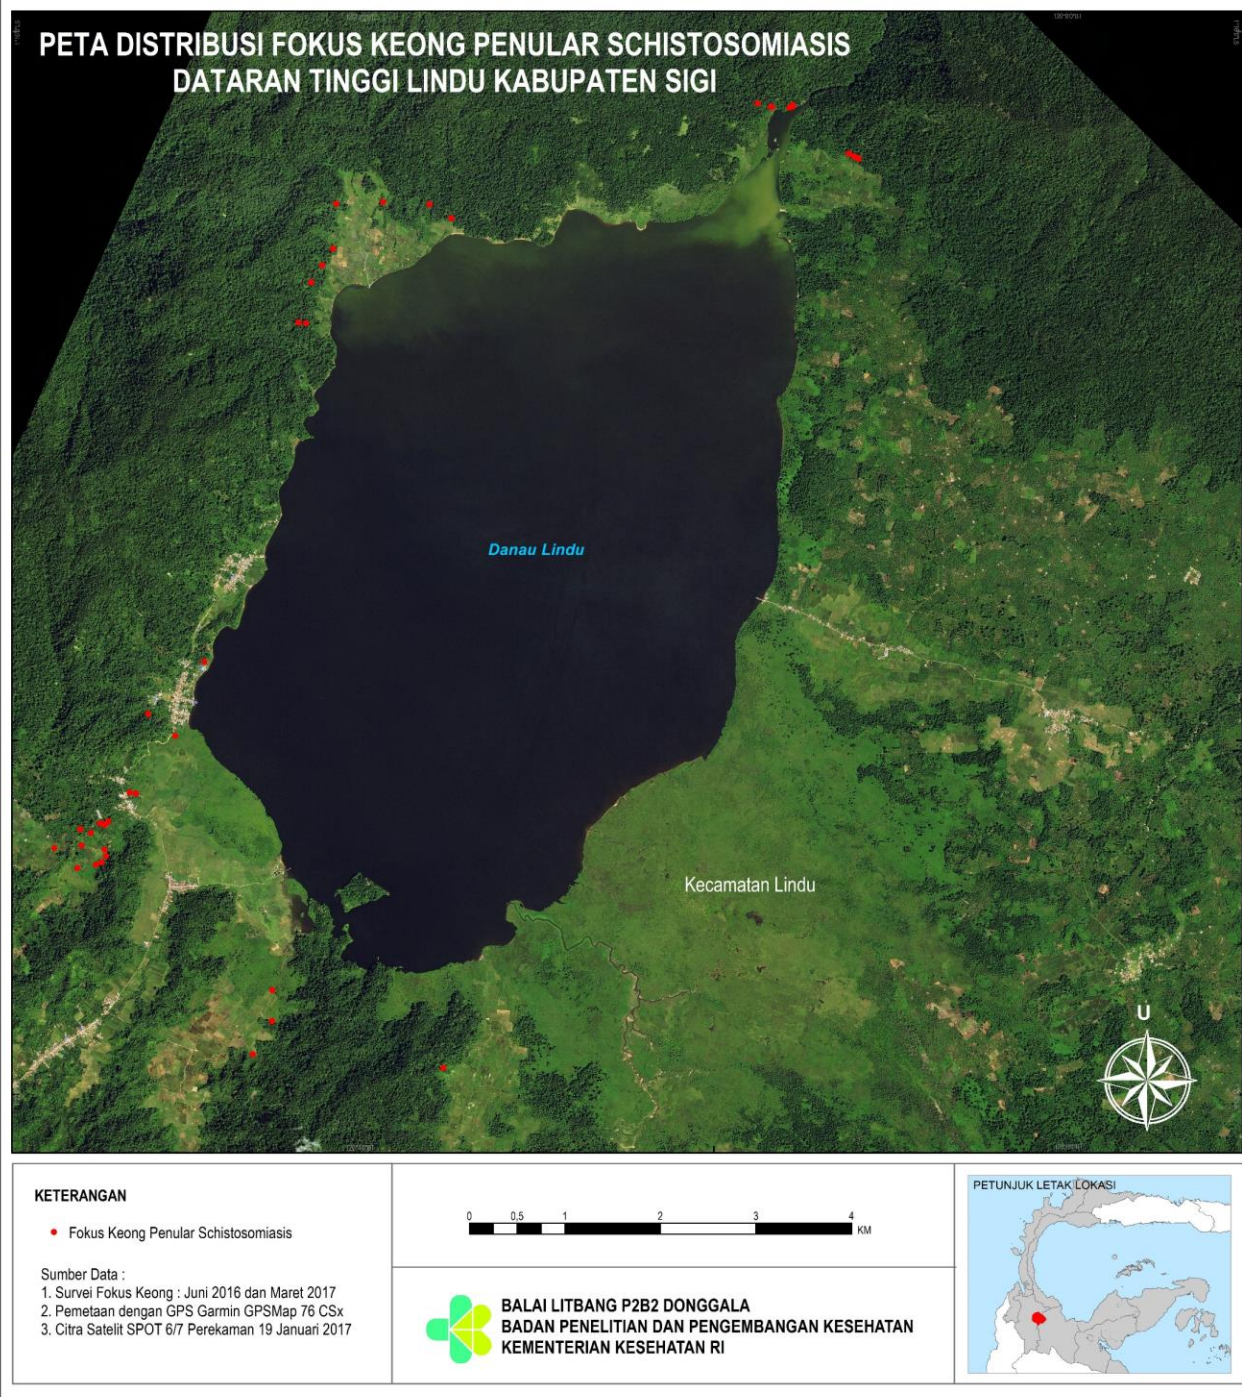 PETA DISTRIBUSI FOKUS KEONG PENULAR SCHISTOSOMIASIS
DATARAN TINGGI LINDU KABUPATEN SIGI
Danau Lindu
Kecamatan Lindu
U
KETERANGAN
Fokus Keong Penular Schistosomiasis
Sumber Data :
1. Survei Fokus Keong : Juni 2016 dan Maret 2017
2. Pemetaan dengan GPS Garmin GPSMap 76 CSx
3. Citra Satelit SPOT 6/7 Perekaman 19 Januari 2017
0 0,5 1 2 3 4
KM
BALAI LITBANG P2B2 DONGGALA
BADAN PENELITIAN DAN PENGEMBANGAN KESEHATAN
KEMENTERIAN KESEHATAN RI
PETUNJUK LETAK LOKASI